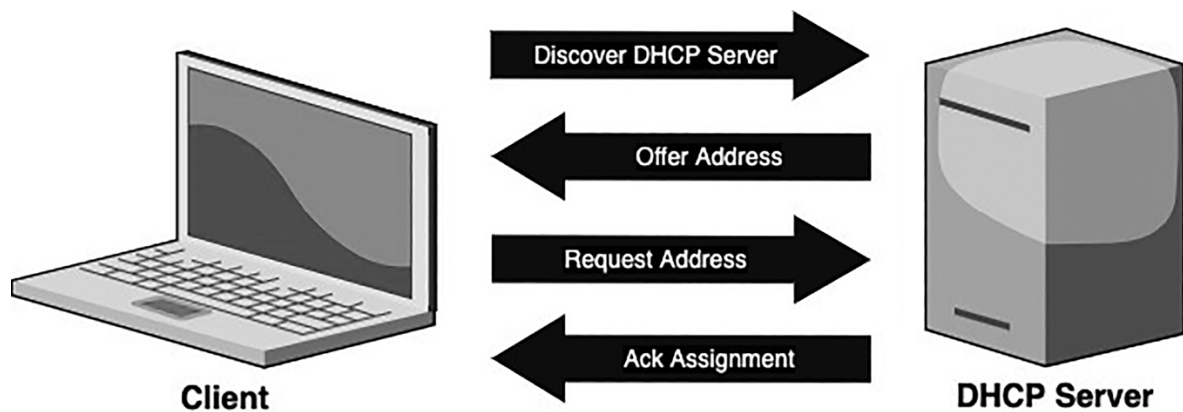 Discover DHCP Server
Offer Address
Request Address
Ack Assignment
Client
DHCP Server